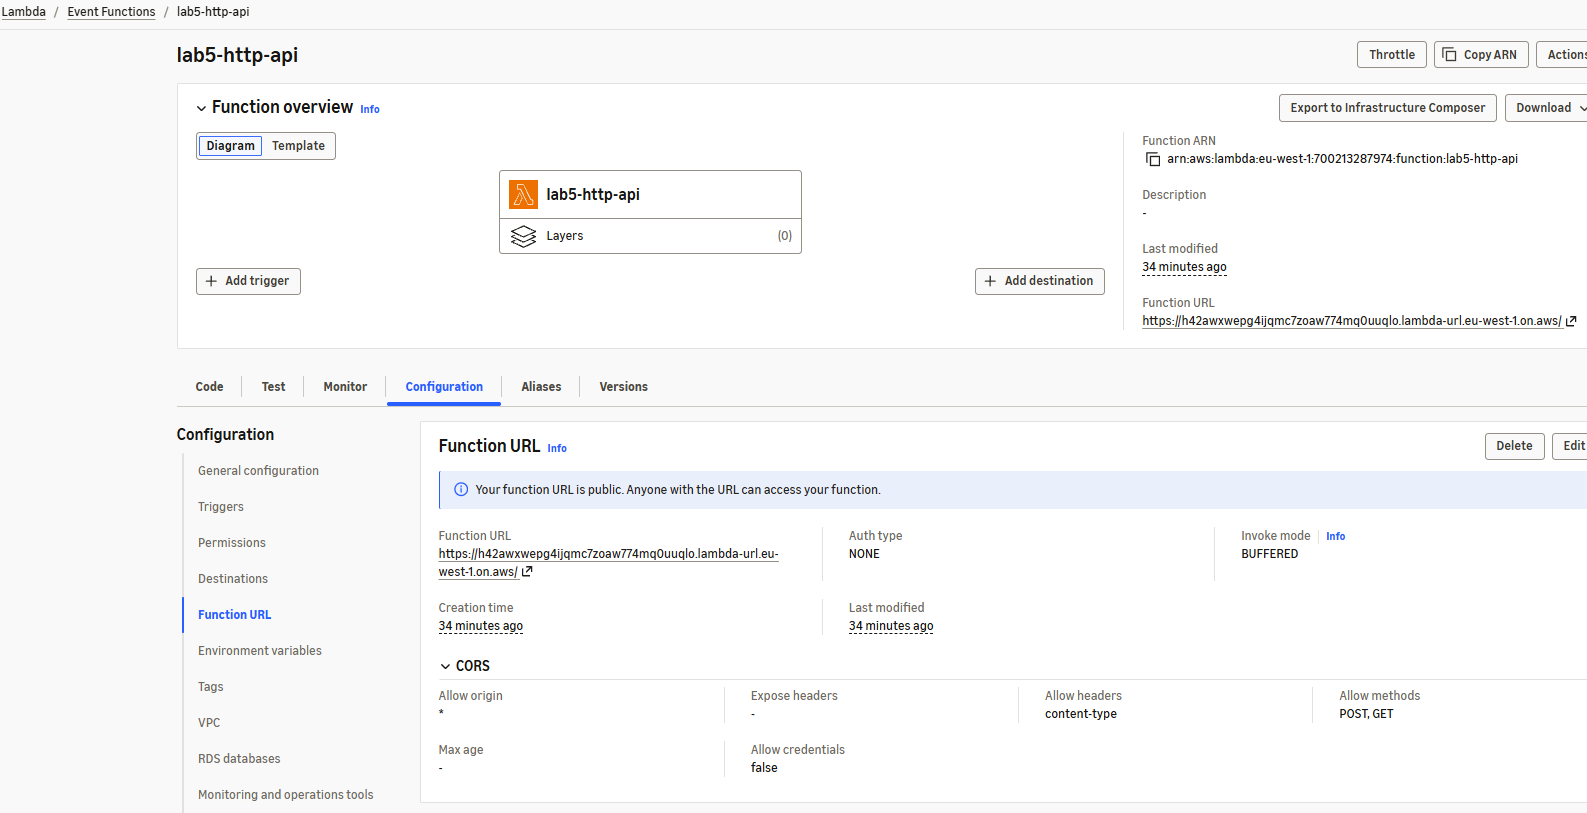 Lambda / Event Functions / lab5-http-api
lab5-http-api
Throttle
Copy ARN
Actions
Function overview Info
Export to Infrastructure Composer
Download
Diagram
Template
lab5-http-api
Layers (0)
+ Add trigger
+ Add destination
Function ARN
arn:aws:lambda:eu-west-1:700213287974:function:lab5-http-api
Description
-
Last modified
34 minutes ago
Function URL
https://h42awxwepg4ijqmc7zoaw774mq0uuqlo.lambda-url.eu-west-1.on.aws/
Code
Test
Monitor
Configuration
Aliases
Versions
Configuration
General configuration
Triggers
Permissions
Destinations
Function URL
Environment variables
Tags
VPC
RDS databases
Monitoring and operations tools
Function URL Info
Delete
Edit
Your function URL is public. Anyone with the URL can access your function.
Function URL
https://h42awxwepg4ijqmc7zoaw774mq0uuqlo.lambda-url.eu-
west-1.on.aws/
Auth type
NONE
Invoke mode Info
BUFFERED
Creation time
34 minutes ago
Last modified
34 minutes ago
CORS
Allow origin
*
Expose headers
-
Allow headers
content-type
Allow methods
POST, GET
Max age
-
Allow credentials
false